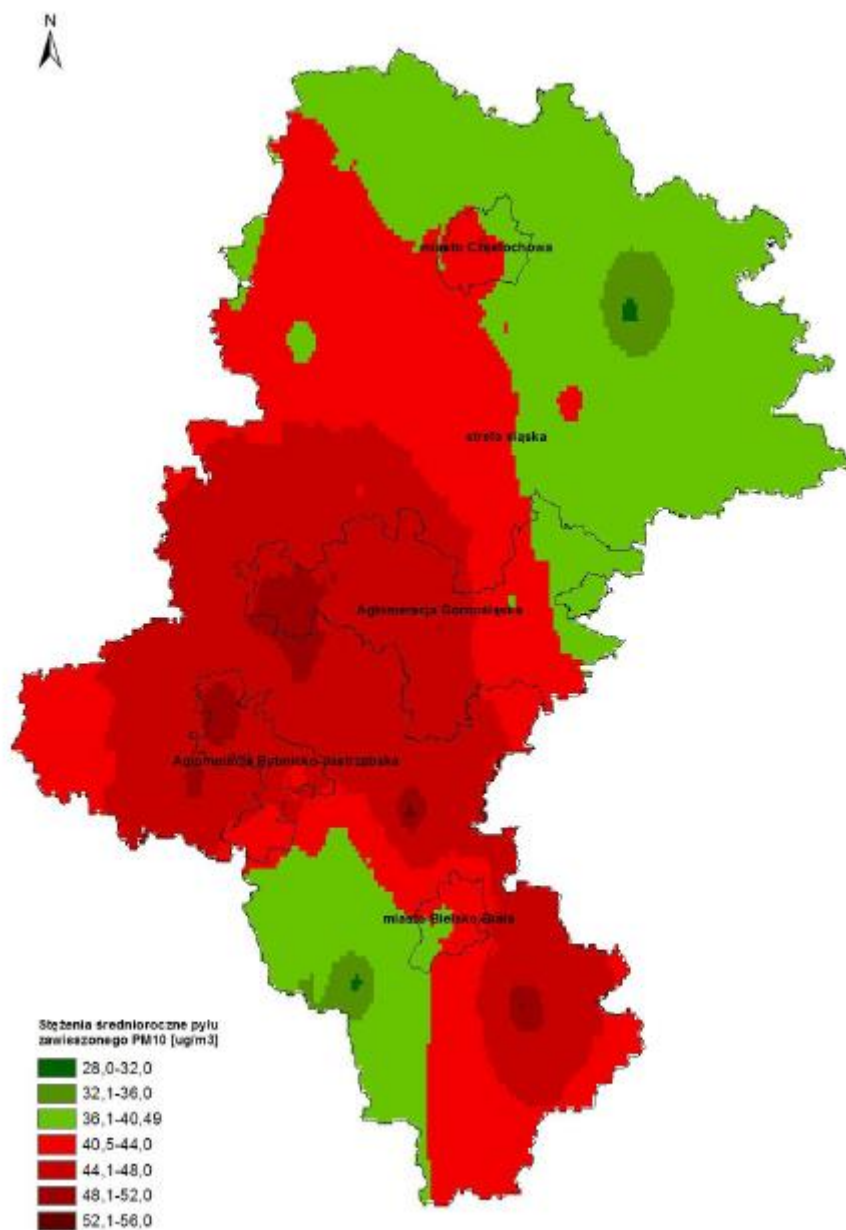 N
miasto Częstochowa
strefa śląska
Aglomeracja Górnośląska
Aglomeracja Rybnicko-Jastrzębska
miasto Bielsko-Biała
Stężenia średnioroczne pyłu
zawieszonego PM10 [ug/m3]
28,0-32,0
32,1-36,0
36,1-40,49
40,5-44,0
44,1-48,0
48,1-52,0
52,1-56,0